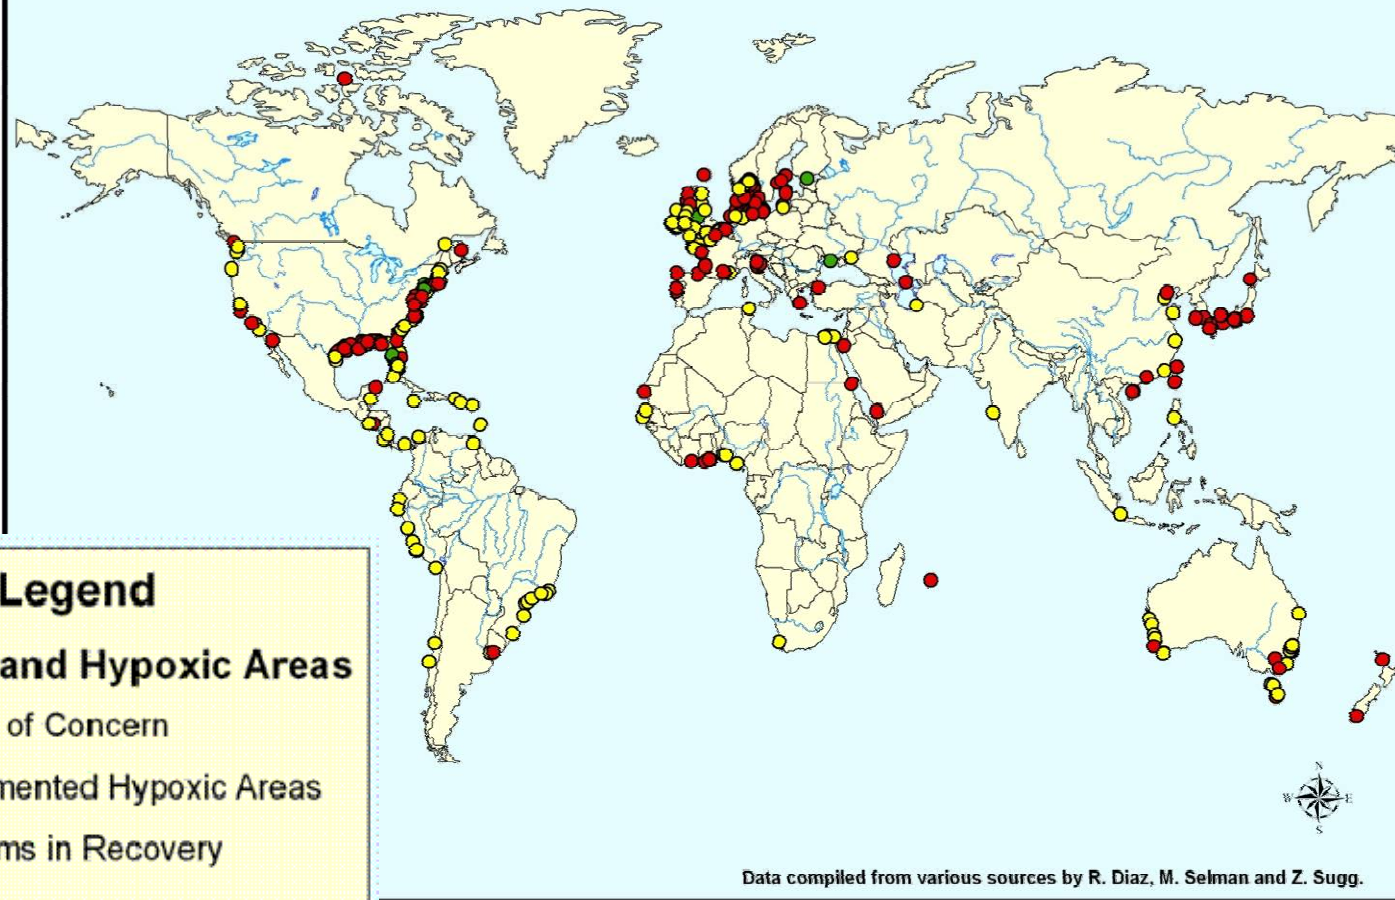 Legend
and Hypoxic Areas
of Concern
mented Hypoxic Areas
ms in Recovery
N
W E
S
Data compiled from various sources by R. Diaz, M. Selman and Z. Sugg.